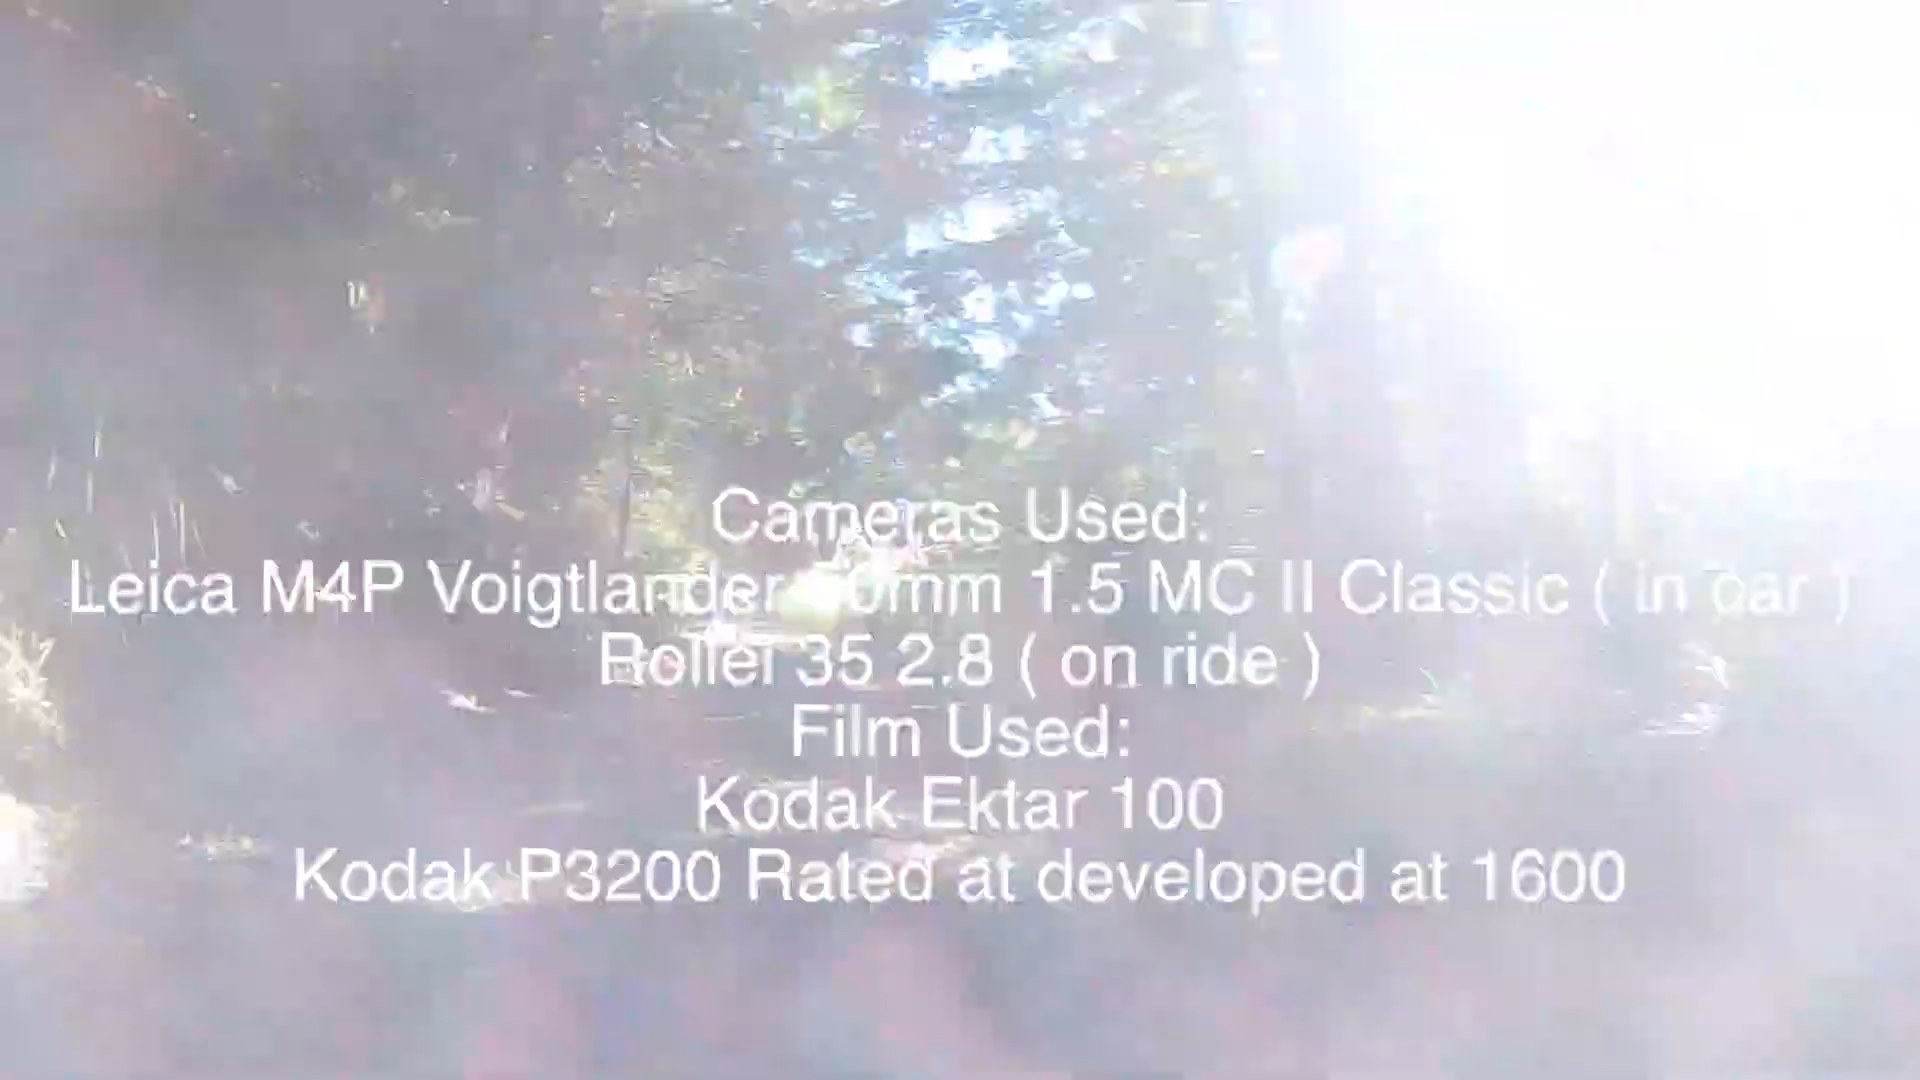 Cameras Used:
Leica M4P Voigtlander 1.5 MC II Classic ( in car )
35 2.8 ( on ride )
Film Used:
Kodak Ektar 100
Kodak P3200 Rated at developed at 1600